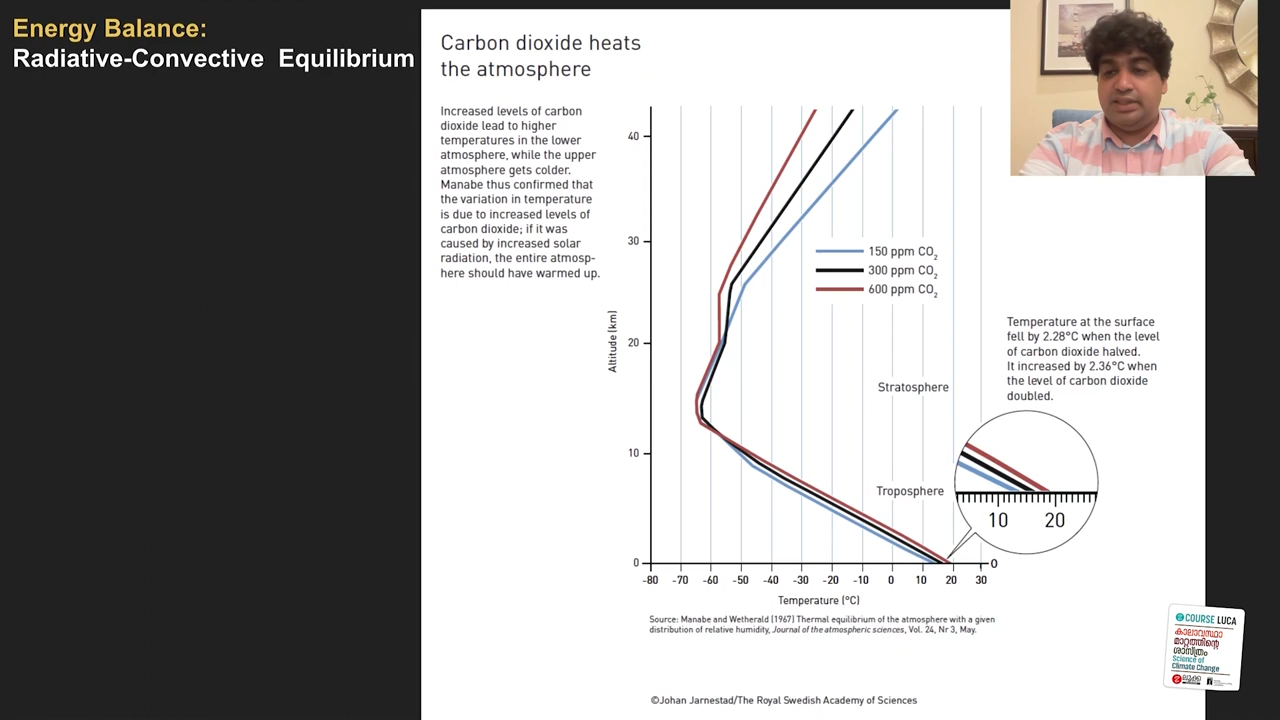 Energy Balance:
Radiative-Convective Equilibrium
Carbon dioxide heats
the atmosphere
Increased levels of carbon
dioxide lead to higher
temperatures in the lower
atmosphere, while the upper
atmosphere gets colder.
Manabe thus confirmed that
the variation in temperature
is due to increased levels of
carbon dioxide; if it was
caused by increased solar
radiation, the entire atmosp-
here should have warmed up.
Altitude (km)
40
30
20
10
0
150 ppm CO2
300 ppm CO2
600 ppm CO2
Stratosphere
Troposphere
Temperature at the surface
fell by 2.28°C when the level
of carbon dioxide halved.
It increased by 2.36°C when
the level of carbon dioxide
doubled.
10 20
0
-80 -70 -60 -50 -40 -30 -20 -10 0 10 20 30
Temperature (°C)
Source: Manabe and Wetherald (1967) Thermal equilibrium of the atmosphere with a given
distribution of relative humidity, Journal of the atmospheric sciences, Vol. 24, Nr 3, May.
©Johan Jarnestad/The Royal Swedish Academy of Sciences
COURSE LUCA
കാലാവസ്ഥാ
മാറ്റത്തിന്റെ
ശാസ്ത്രം
Science of
Climate Change
ലൂക്ക